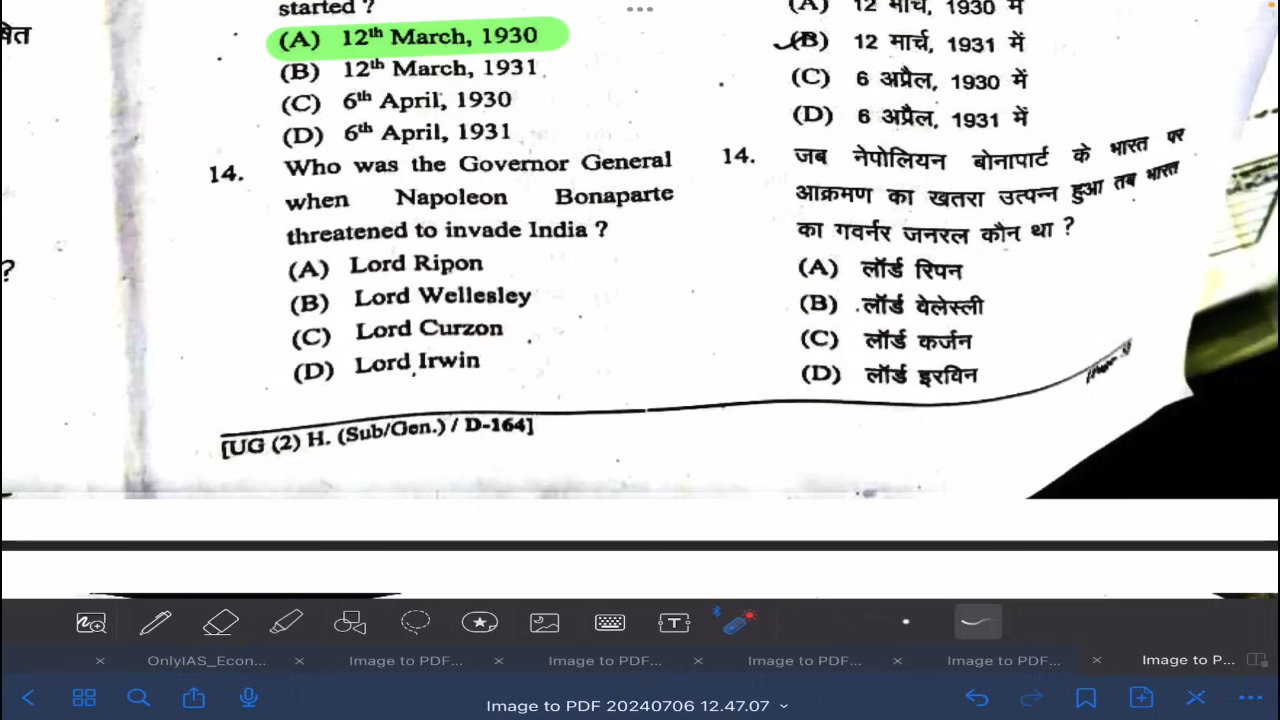 षित
?
started ?
(A) 12th March, 1930
(B) 12th March, 1931
(C) 6th April, 1930
(D) 6th April, 1931
14. Who was the Governor General
when Napoleon Bonaparte
threatened to invade India ?
(A) Lord Ripon
(B) Lord Wellesley
(C) Lord Curzon
(D) Lord Irwin
[UG (2) H. (Sub/Gen.) / D-164]
(A) 12 मार्च, 1930 में
(B) 12 मार्च, 1931 में
(C) 6 अप्रैल, 1930 में
(D) 6 अप्रैल, 1931 में
14. जब नेपोलियन बोनापार्ट के भारत पर
आक्रमण का खतरा उत्पन्न हुआ तब भारत
का गवर्नर जनरल कौन था ?
(A) लॉर्ड रिपन
(B) लॉर्ड वेलेस्ली
(C) लॉर्ड कर्जन
(D) लॉर्ड इरविन
T
OnlyIAS_Econ... Image to PDF... Image to PDF... Image to PDF... Image to PDF... Image to P...
Image to PDF 20240706 12.47.07